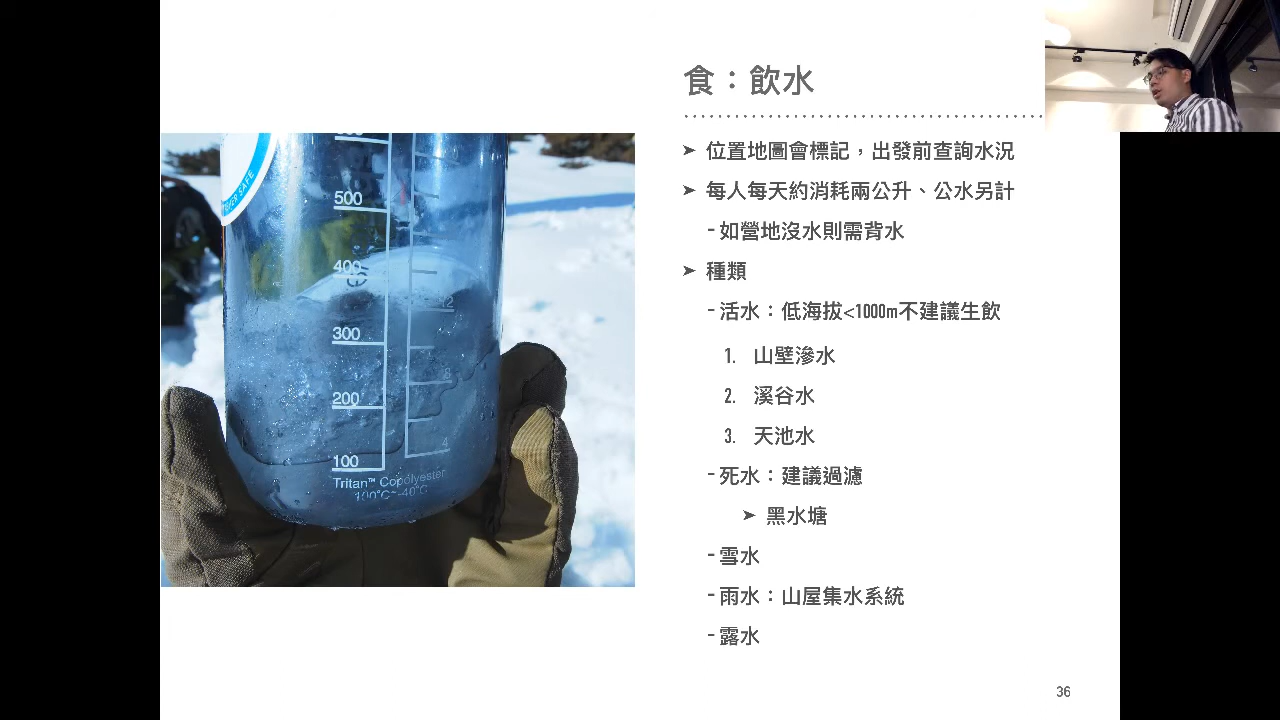 食：飲水
➤ 位置地圖會標記，出發前查詢水況
➤ 每人每天約消耗兩公升、公水另計
- 如營地沒水則需背水
➤ 種類
- 活水：低海拔<1000m不建議生飲
1. 山壁滲水
2. 溪谷水
3. 天池水
- 死水：建議過濾
➤ 黑水塘
- 雪水
- 雨水：山屋集水系統
- 露水
36
500
400
300
200
100
12
8
4
Tritan™ Copolyester
100°C~-40°C